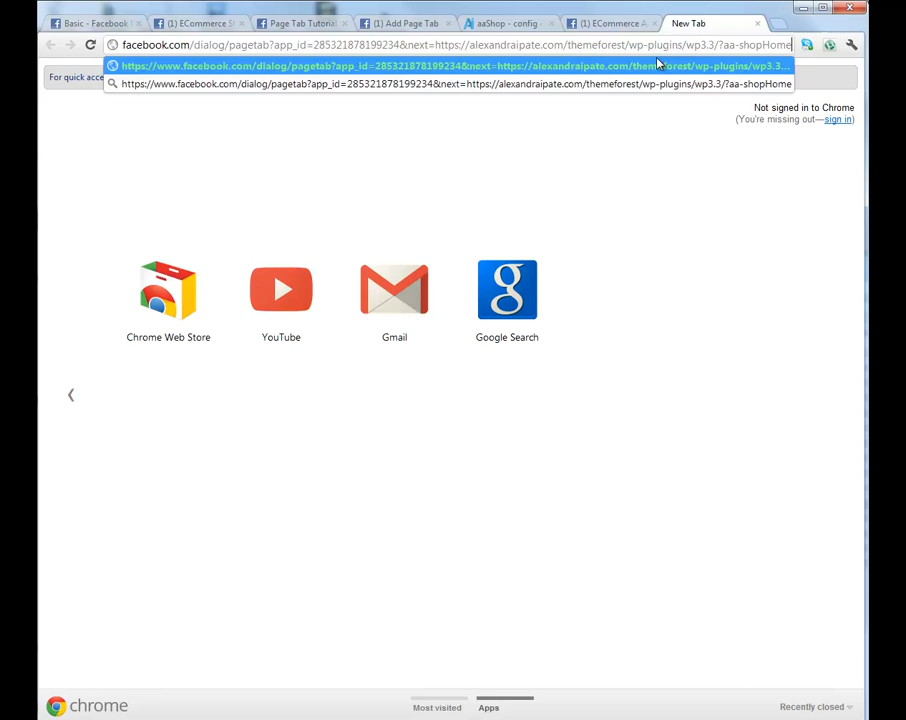 Basic - Facebook
(1) ECommerce S
Page Tab Tutorial
(1) Add Page Tab
aaShop - config
(1) ECommerce A
New Tab
facebook.com/dialog/pagetab?app_id=285321878199234&next=https://alexandraipate.com/themeforest/wp-plugins/wp3.3/?aa-shopHome
https://www.facebook.com/dialog/pagetab?app_id=285321878199234&next=https://alexandraipate.com/themeforest/wp-plugins/wp3.3...
For quick acce
https://www.facebook.com/dialog/pagetab?app_id=285321878199234&next=https://alexandraipate.com/themeforest/wp-plugins/wp3.3/?aa-shopHome
Not signed in to Chrome
(You're missing out—sign in)
Chrome Web Store
YouTube
Gmail
Google Search
chrome
Most visited
Apps
Recently closed